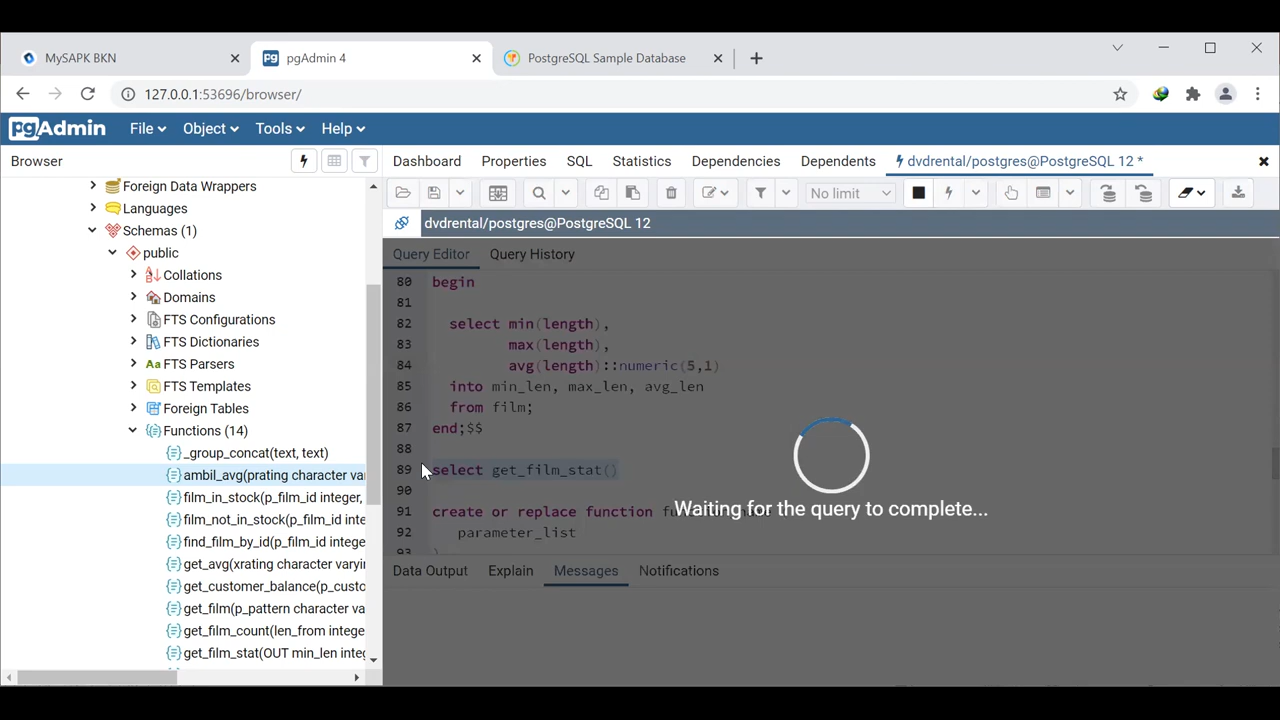 MySAPK BKN
pgAdmin 4
PostgreSQL Sample Database
127.0.0.1:53696/browser/
pgAdmin
File
Object
Tools
Help
Browser
Dashboard
Properties
SQL
Statistics
Dependencies
Dependents
dvdrental/postgres@PostgreSQL 12 *
No limit
dvdrental/postgres@PostgreSQL 12
Foreign Data Wrappers
Languages
Schemas (1)
public
Collations
Domains
FTS Configurations
FTS Dictionaries
Aa FTS Parsers
FTS Templates
Foreign Tables
Functions (14)
_group_concat(text, text)
ambil_avg(prating character va
film_in_stock(p_film_id integer,
film_not_in_stock(p_film_id inte
find_film_by_id(p_film_id intege
get_avg(xrating character varyi
get_customer_balance(p_custo
get_film(p_pattern character va
get_film_count(len_from intege
get_film_stat(OUT min_len integ
Query Editor
Query History
80 begin
81
82 select min(length),
83 max(length),
84 avg(length)::numeric(5,1)
85 into min_len, max_len, avg_len
86 from film;
87 end;$$
88
89 select get_film_stat()
90
91 create or replace function
92 parameter_list
93 )
Waiting for the query to complete...
Data Output
Explain
Messages
Notifications